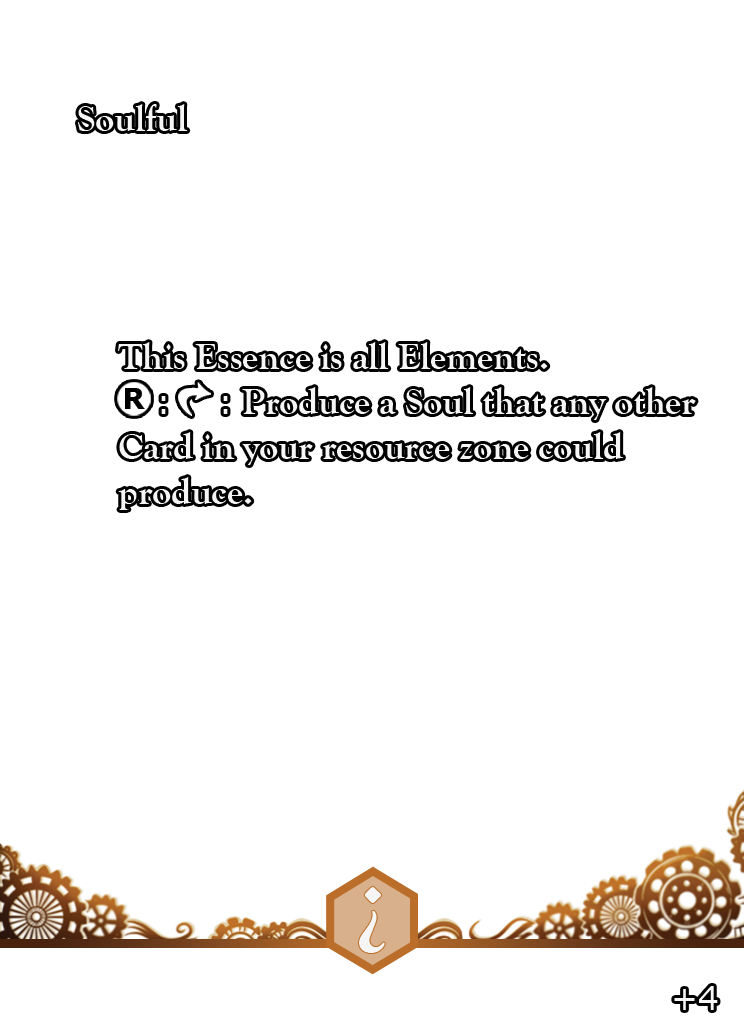 Soulful
This Essence is all Elements.
®: : Produce a Soul that any other
Card in your resource zone could
produce.
¿
+4